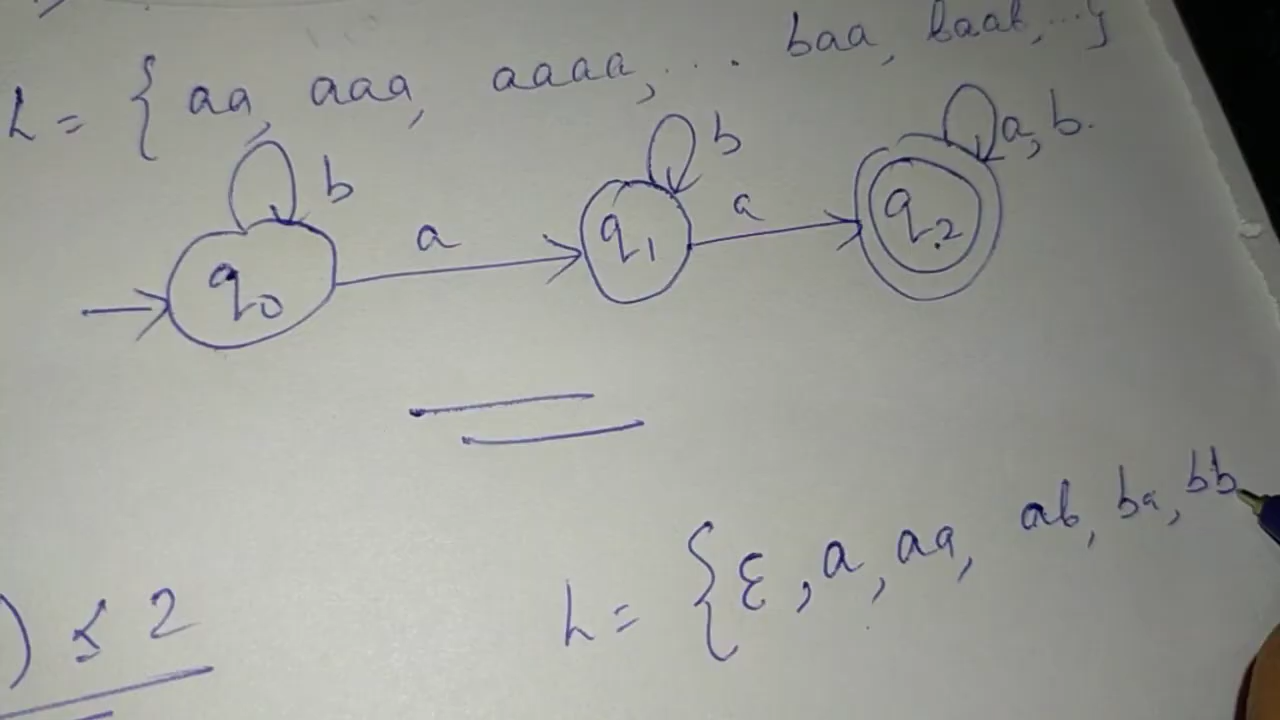 L = { aa, aaa, aaaa, ... baa, baab, ...}
b b a, b.
a a
q0 q1 q2
L = { ε, a, aa, ab, ba, bb
) ≤ 2